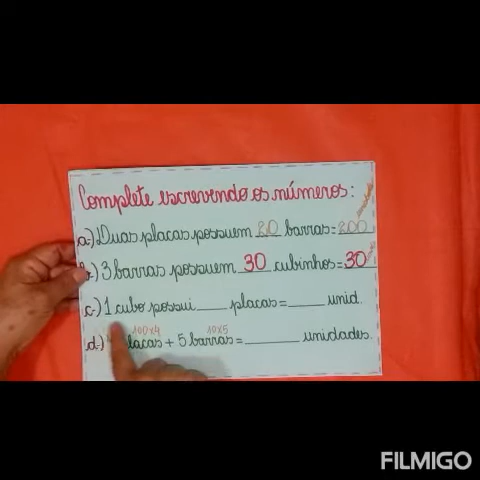 Complete escrevendo os números:
a-) Duas placas possuem 20 barras = 200
b-) 3 barras possuem 30 cubinhos = 30
c-) 1 cubo possui ____ placas = ____ unid.
100x4 10x5
d-) placas + 5 barras = ______ unidades.
FILMIGO